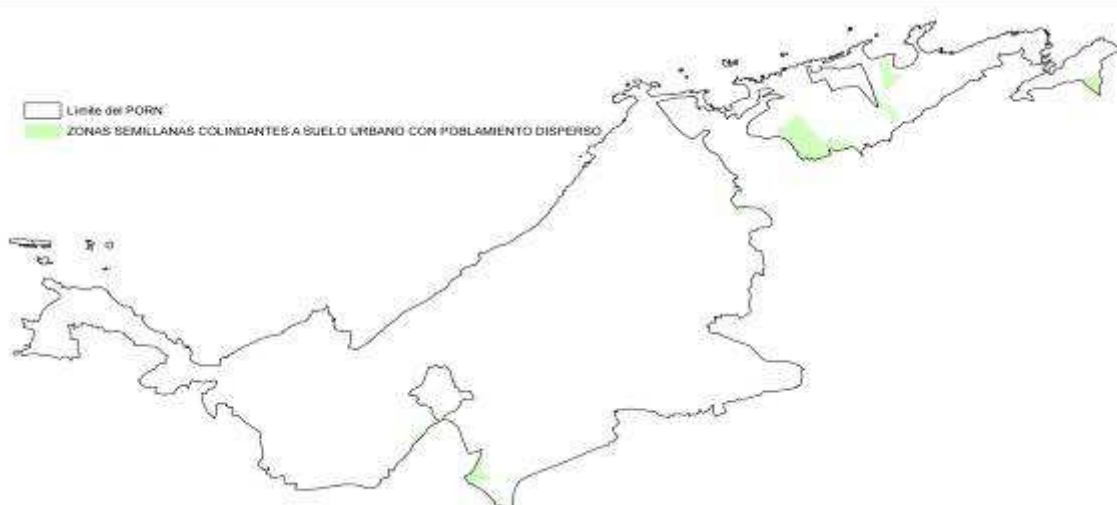 Limite del PORN
ZONAS SEMILLANAS COLINDANTES A SUELO URBANO CON POBLAMIENTO DISPERSO